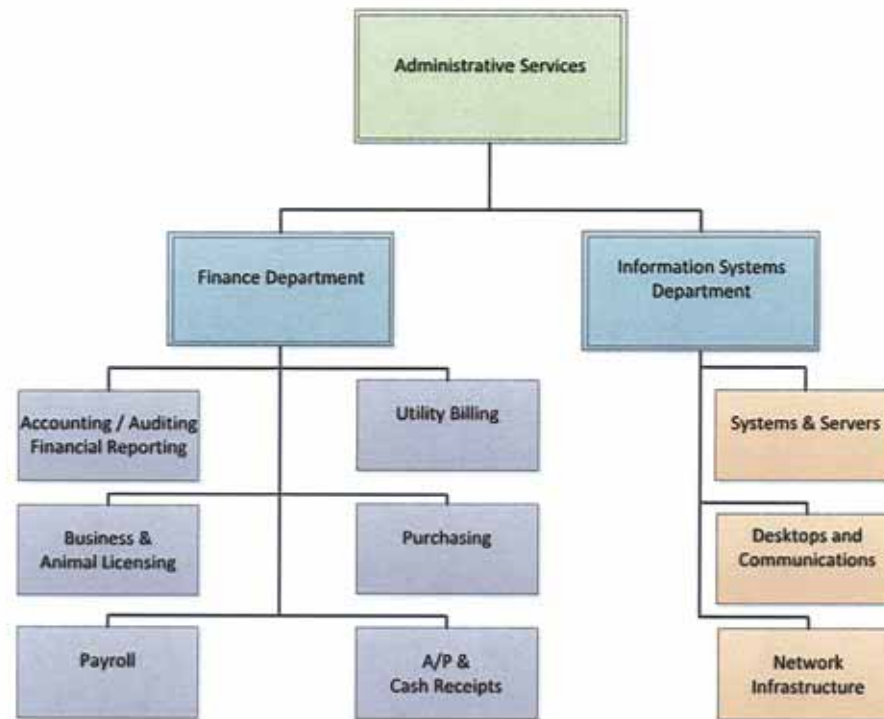 Administrative Services
Finance Department
Information Systems
Department
Accounting / Auditing
Financial Reporting
Utility Billing
Systems & Servers
Business &
Animal Licensing
Purchasing
Desktops and
Communications
Payroll
A/P &
Cash Receipts
Network
Infrastructure